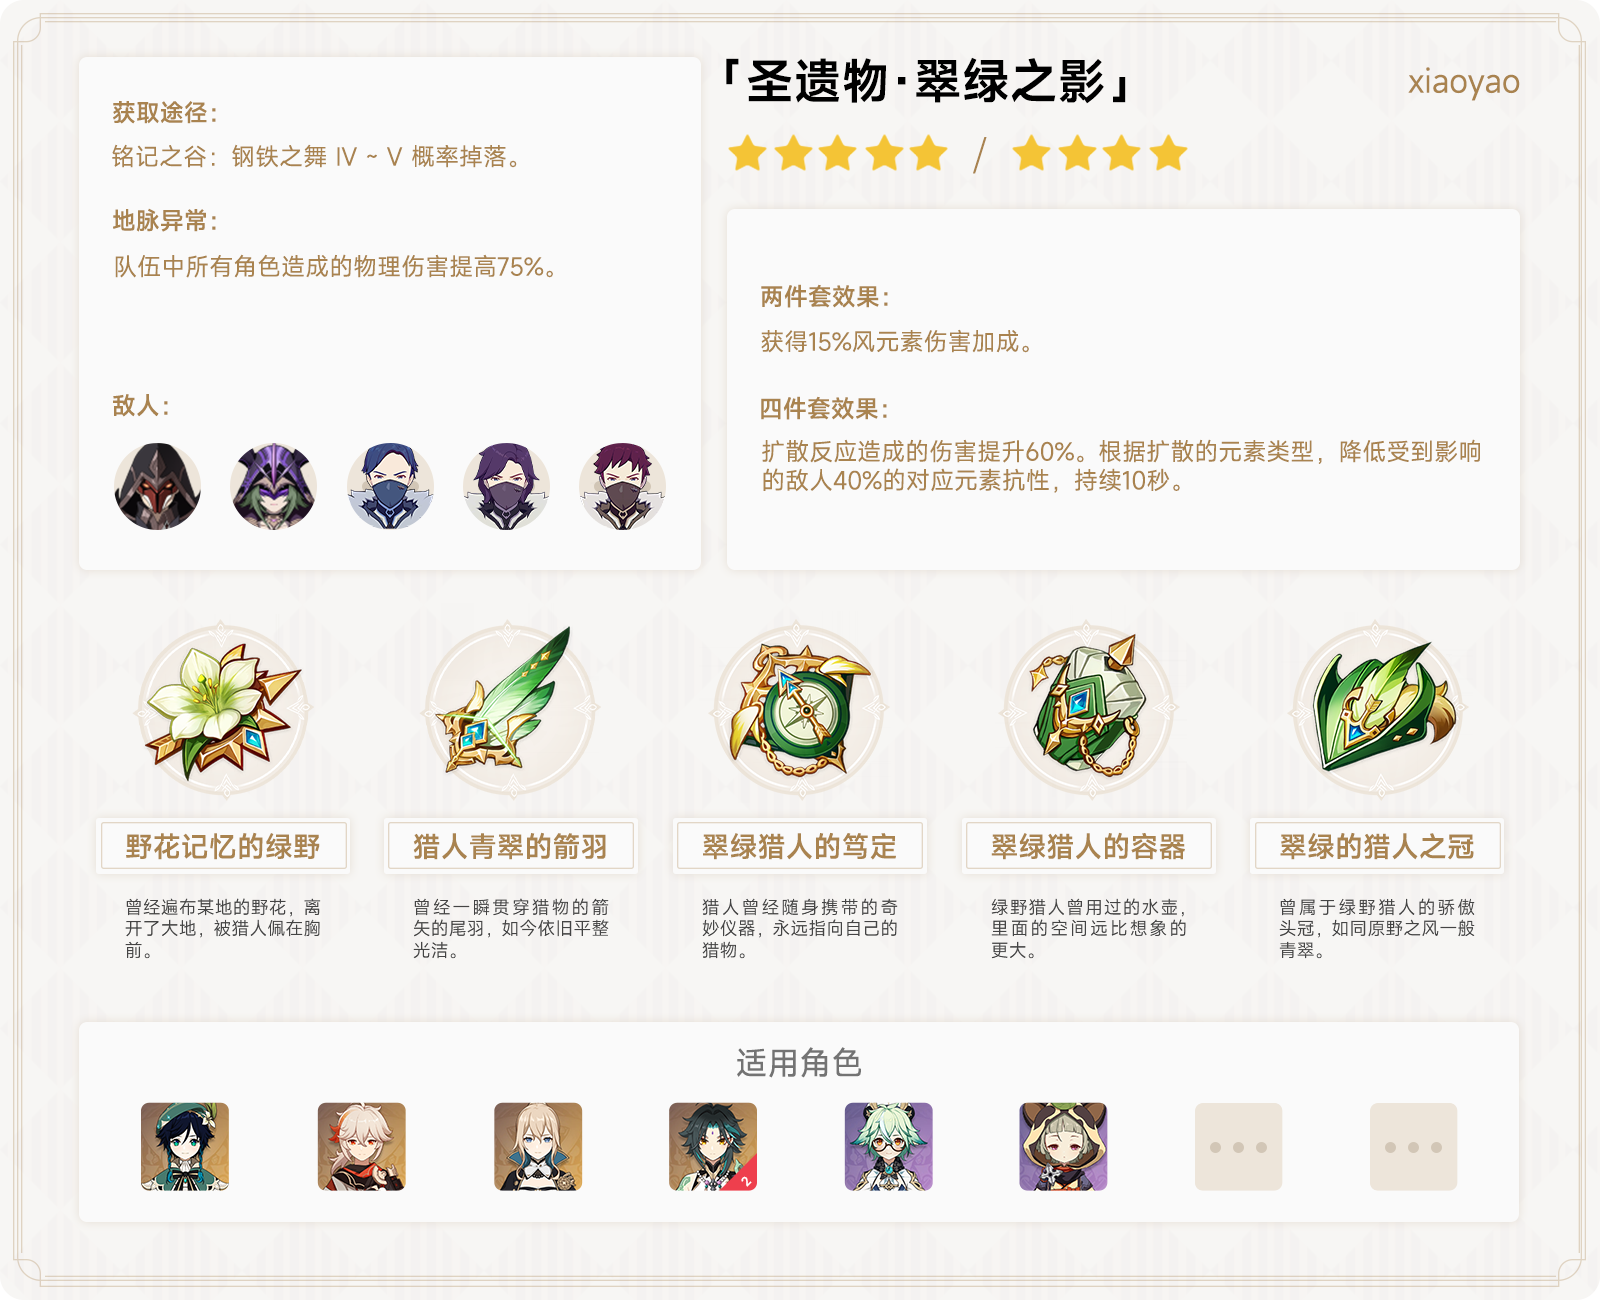 「圣遗物·翠绿之影」
xiaoyao
获取途径：
铭记之谷：钢铁之舞 IV ~ V 概率掉落。
地脉异常：
队伍中所有角色造成的物理伤害提高75%。
敌人：
/
两件套效果：
获得15%风元素伤害加成。
四件套效果：
扩散反应造成的伤害提升60%。根据扩散的元素类型，降低受到影响
的敌人40%的对应元素抗性，持续10秒。
野花记忆的绿野
曾经遍布某地的野花，离
开了大地，被猎人佩在胸
前。
猎人青翠的箭羽
曾经一瞬贯穿猎物的箭
矢的尾羽，如今依旧平整
光洁。
翠绿猎人的笃定
猎人曾经随身携带的奇
妙仪器，永远指向自己的
猎物。
翠绿猎人的容器
绿野猎人曾用过的水壶，
里面的空间远比想象的
更大。
翠绿的猎人之冠
曾属于绿野猎人的骄傲
头冠，如同原野之风一般
青翠。
适用角色
2